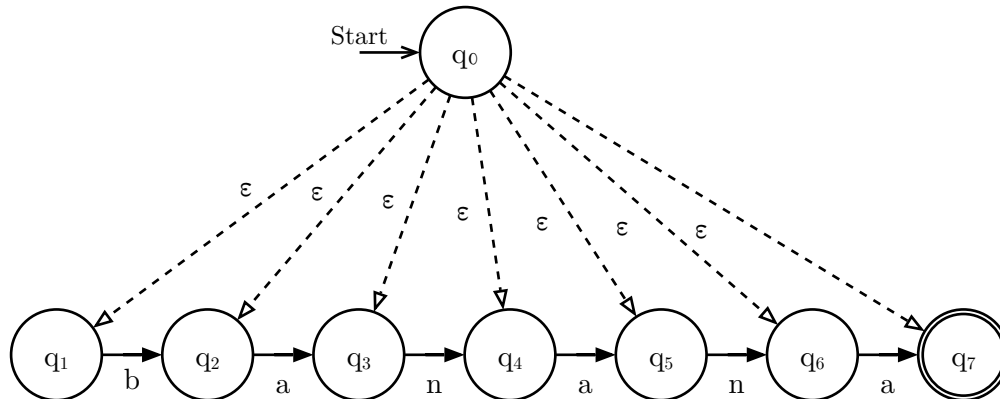 Start
q₀
ε ε ε ε ε ε ε
q₁ q₂ q₃ q₄ q₅ q₆ q₇
b a n a n a